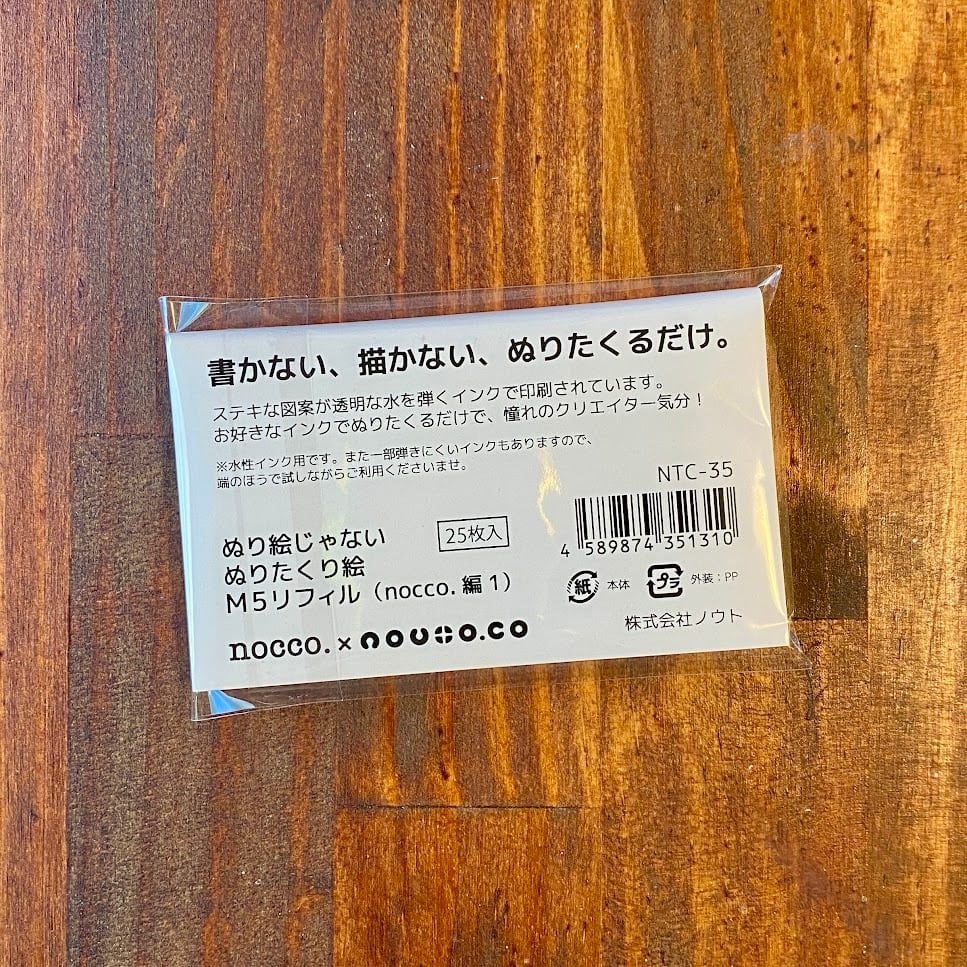 書かない、描かない、ぬりたくるだけ。
ステキな図案が透明な水を弾くインクで印刷されています。
お好きなインクでぬりたくるだけで、憧れのクリエイター気分！
※水性インク用です。また一部弾きにくいインクもありますので、
端のほうで試しながらご利用くださいませ。
NTC-35
4 589874 351310
ぬり絵じゃない
ぬりたくり絵
M5リフィル（nocco. 編 1）
25枚入
紙 本体 プラ 外装：PP
株式会社ノウト
nocco. × nouto.co